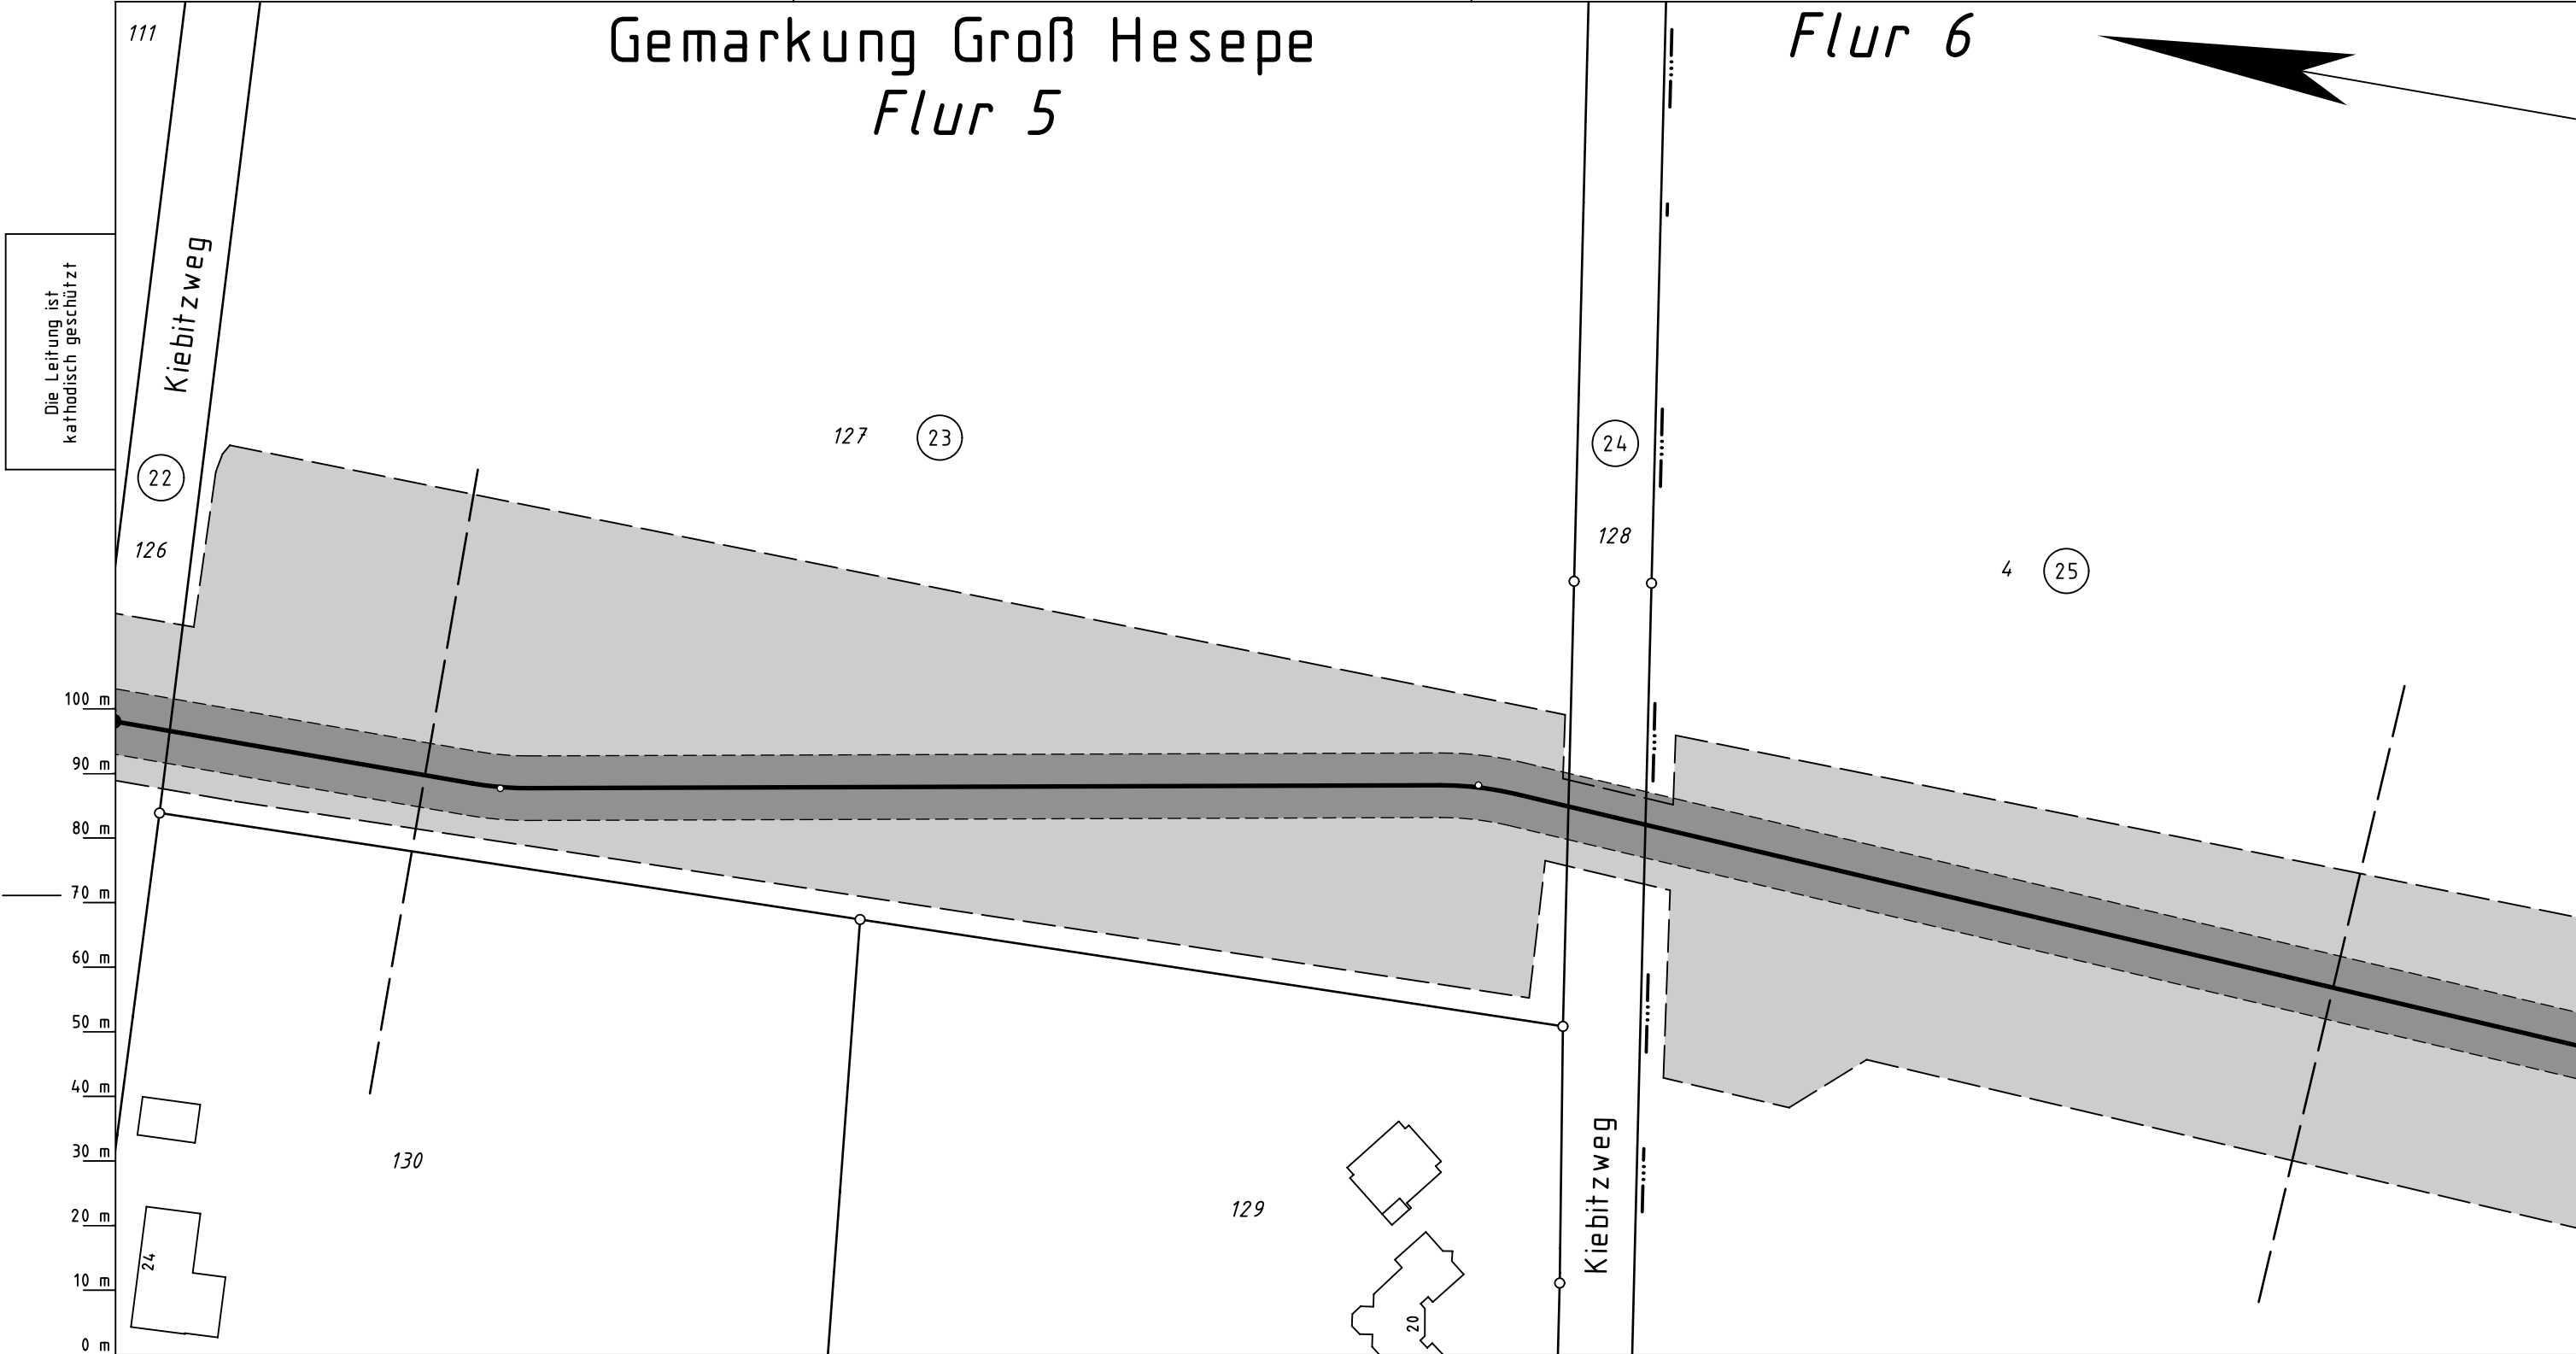 111
Gemarkung Groß Hesepe
Flur 5
Flur 6
Kiebitzweg
Die Leitung ist
kathodisch geschützt
22
126
127
23
24
128
4
25
100 m
90 m
80 m
70 m
60 m
50 m
40 m
30 m
20 m
10 m
0 m
130
129
Kiebitzweg
24
20